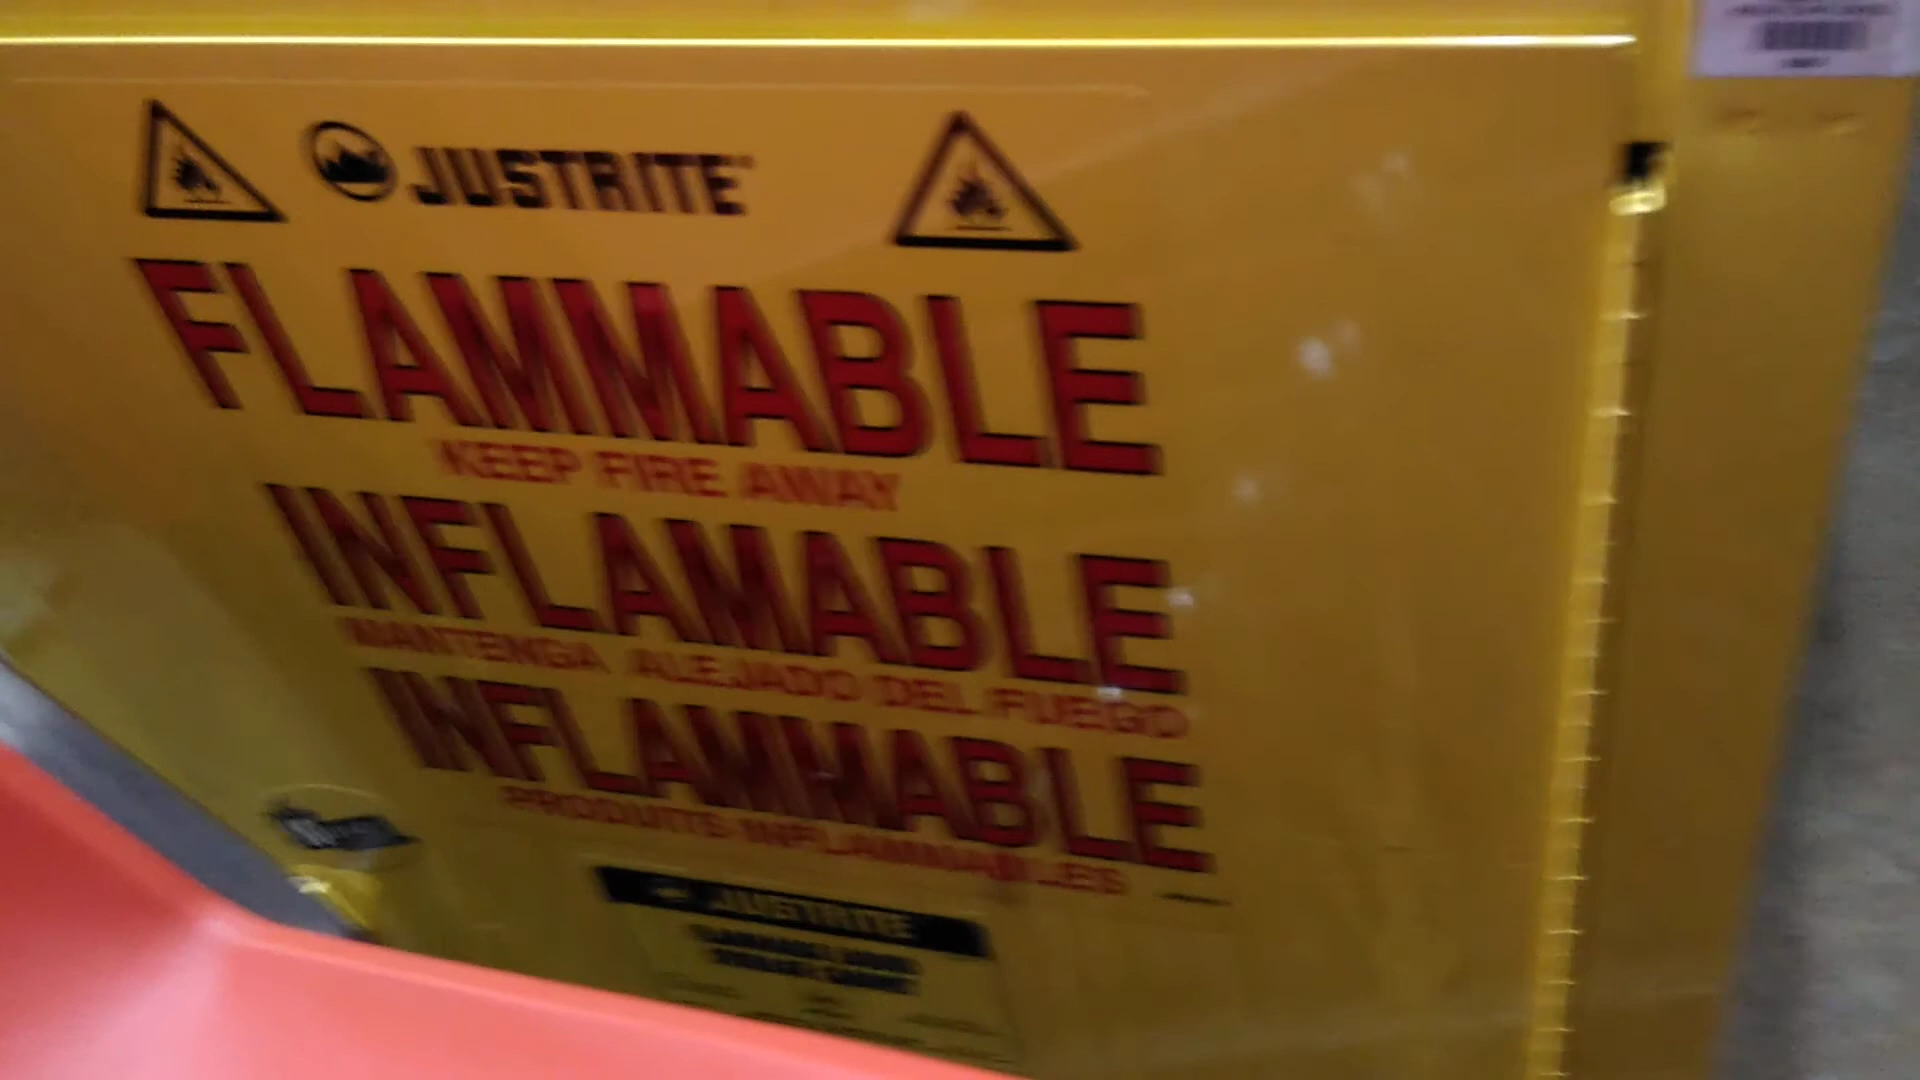 JUSTRITE
FLAMMABLE
KEEP FIRE AWAY
INFLAMABLE
MANTENGA ALEJADO DEL FUEGO
INFLAMMABLE
PRODUITS INFLAMMABLES
JUSTRITE